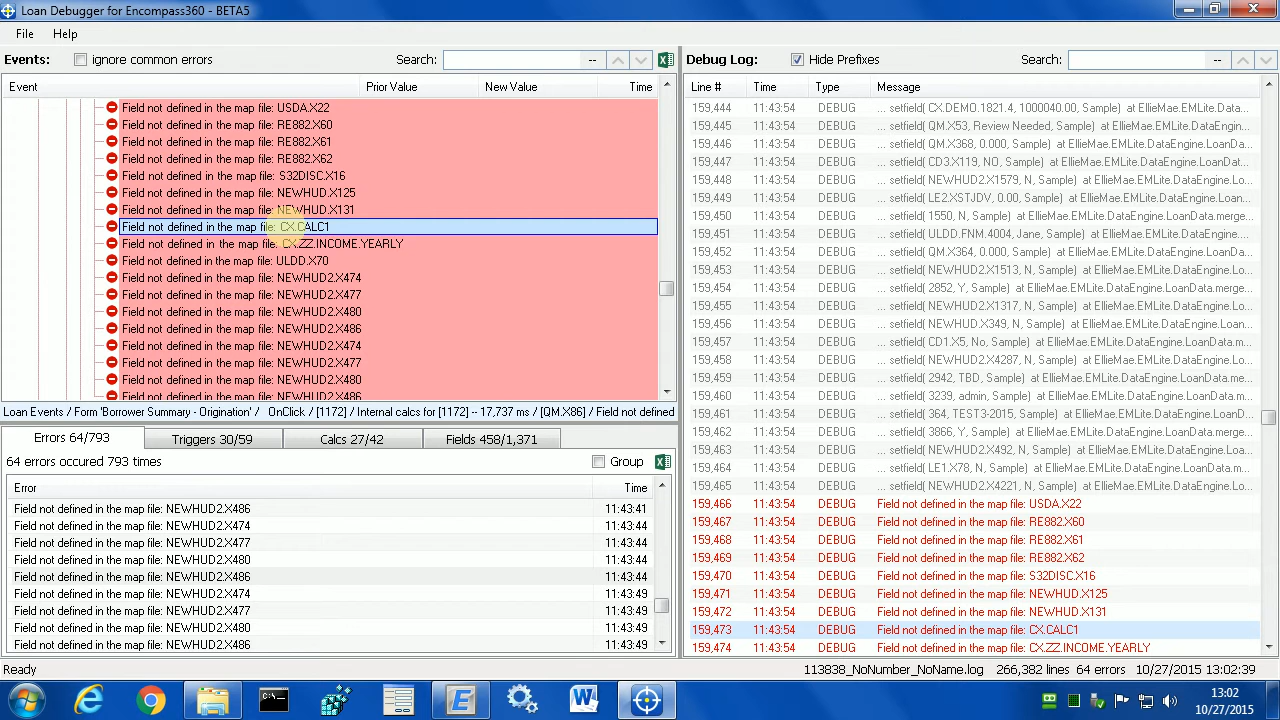 Loan Debugger for Encompass360 - BETA5
File Help
Events: ignore common errors Search: --
Event Prior Value New Value Time
Field not defined in the map file: USDA.X22
Field not defined in the map file: RE882.X60
Field not defined in the map file: RE882.X61
Field not defined in the map file: RE882.X62
Field not defined in the map file: S32DISC.X16
Field not defined in the map file: NEWHUD.X125
Field not defined in the map file: NEWHUD.X131
Field not defined in the map file: CX.CALC1
Field not defined in the map file: CX.ZZ.INCOME.YEARLY
Field not defined in the map file: ULDD.X70
Field not defined in the map file: NEWHUD2.X474
Field not defined in the map file: NEWHUD2.X477
Field not defined in the map file: NEWHUD2.X480
Field not defined in the map file: NEWHUD2.X486
Field not defined in the map file: NEWHUD2.X474
Field not defined in the map file: NEWHUD2.X477
Field not defined in the map file: NEWHUD2.X480
Field not defined in the map file: NEWHUD2.X486
Loan Events / Form 'Borrower Summary - Origination' / OnClick / [1172] / Internal calcs for [1172] -- 17,737 ms / [QM.X86] / Field not defined
Errors 64/793 Triggers 30/59 Calcs 27/42 Fields 458/1,371
64 errors occured 793 times Group
Error Time
Field not defined in the map file: NEWHUD2.X486 11:43:41
Field not defined in the map file: NEWHUD2.X474 11:43:44
Field not defined in the map file: NEWHUD2.X477 11:43:44
Field not defined in the map file: NEWHUD2.X480 11:43:44
Field not defined in the map file: NEWHUD2.X486 11:43:44
Field not defined in the map file: NEWHUD2.X474 11:43:49
Field not defined in the map file: NEWHUD2.X477 11:43:49
Field not defined in the map file: NEWHUD2.X480 11:43:49
Field not defined in the map file: NEWHUD2.X486 11:43:49
Debug Log: Hide Prefixes Search: --
Line # Time Type Message
159,444 11:43:54 DEBUG ... setfield( CX.DEMO.1821.4, 1000040.00, Sample) at EllieMae.EMLite.Data...
159,445 11:43:54 DEBUG ... setfield( QM.X53, Review Needed, Sample) at EllieMae.EMLite.DataEngin...
159,446 11:43:54 DEBUG ... setfield( QM.X368, 0.000, Sample) at EllieMae.EMLite.DataEngine.LoanDa...
159,447 11:43:54 DEBUG ... setfield( CD3.X119, NO, Sample) at EllieMae.EMLite.DataEngine.LoanData...
159,448 11:43:54 DEBUG ... setfield( NEWHUD2.X1579, N, Sample) at EllieMae.EMLite.DataEngine.Lo...
159,449 11:43:54 DEBUG ... setfield( LE2.XSTJDV, 0.00, Sample) at EllieMae.EMLite.DataEngine.Loan...
159,450 11:43:54 DEBUG ... setfield( 1550, N, Sample) at EllieMae.EMLite.DataEngine.LoanData.merg...
159,451 11:43:54 DEBUG ... setfield( ULDD.FNM.4004, Jane, Sample) at EllieMae.EMLite.DataEngine....
159,452 11:43:54 DEBUG ... setfield( QM.X364, 0.000, Sample) at EllieMae.EMLite.DataEngine.LoanDa...
159,453 11:43:54 DEBUG ... setfield( NEWHUD2.X1513, N, Sample) at EllieMae.EMLite.DataEngine.Lo...
159,454 11:43:54 DEBUG ... setfield( 2852, Y, Sample) at EllieMae.EMLite.DataEngine.LoanData.merge...
159,455 11:43:54 DEBUG ... setfield( NEWHUD2.X1317, N, Sample) at EllieMae.EMLite.DataEngine.Lo...
159,456 11:43:54 DEBUG ... setfield( NEWHUD.X349, N, Sample) at EllieMae.EMLite.DataEngine.Loan...
159,457 11:43:54 DEBUG ... setfield( CD1.X5, No, Sample) at EllieMae.EMLite.DataEngine.LoanData.m...
159,458 11:43:54 DEBUG ... setfield( NEWHUD2.X4287, N, Sample) at EllieMae.EMLite.DataEngine.Lo...
159,459 11:43:54 DEBUG ... setfield( 2942, TBD, Sample) at EllieMae.EMLite.DataEngine.LoanData.mer...
159,460 11:43:54 DEBUG ... setfield( 3239, admin, Sample) at EllieMae.EMLite.DataEngine.LoanData.m...
159,461 11:43:54 DEBUG ... setfield( 364, TEST3-2015, Sample) at EllieMae.EMLite.DataEngine.LoanD...
159,462 11:43:54 DEBUG ... setfield( 3866, Y, Sample) at EllieMae.EMLite.DataEngine.LoanData.merge...
159,463 11:43:54 DEBUG ... setfield( NEWHUD2.X492, N, Sample) at EllieMae.EMLite.DataEngine.Loa...
159,464 11:43:54 DEBUG ... setfield( LE1.X78, N, Sample) at EllieMae.EMLite.DataEngine.LoanData.m...
159,465 11:43:54 DEBUG ... setfield( NEWHUD2.X4221, N, Sample) at EllieMae.EMLite.DataEngine.Lo...
159,466 11:43:54 DEBUG Field not defined in the map file: USDA.X22
159,467 11:43:54 DEBUG Field not defined in the map file: RE882.X60
159,468 11:43:54 DEBUG Field not defined in the map file: RE882.X61
159,469 11:43:54 DEBUG Field not defined in the map file: RE882.X62
159,470 11:43:54 DEBUG Field not defined in the map file: S32DISC.X16
159,471 11:43:54 DEBUG Field not defined in the map file: NEWHUD.X125
159,472 11:43:54 DEBUG Field not defined in the map file: NEWHUD.X131
159,473 11:43:54 DEBUG Field not defined in the map file: CX.CALC1
159,474 11:43:54 DEBUG Field not defined in the map file: CX.ZZ.INCOME.YEARLY
Ready 113838_NoNumber_NoName.log 266,382 lines 64 errors 10/27/2015 13:02:39
13:02
10/27/2015